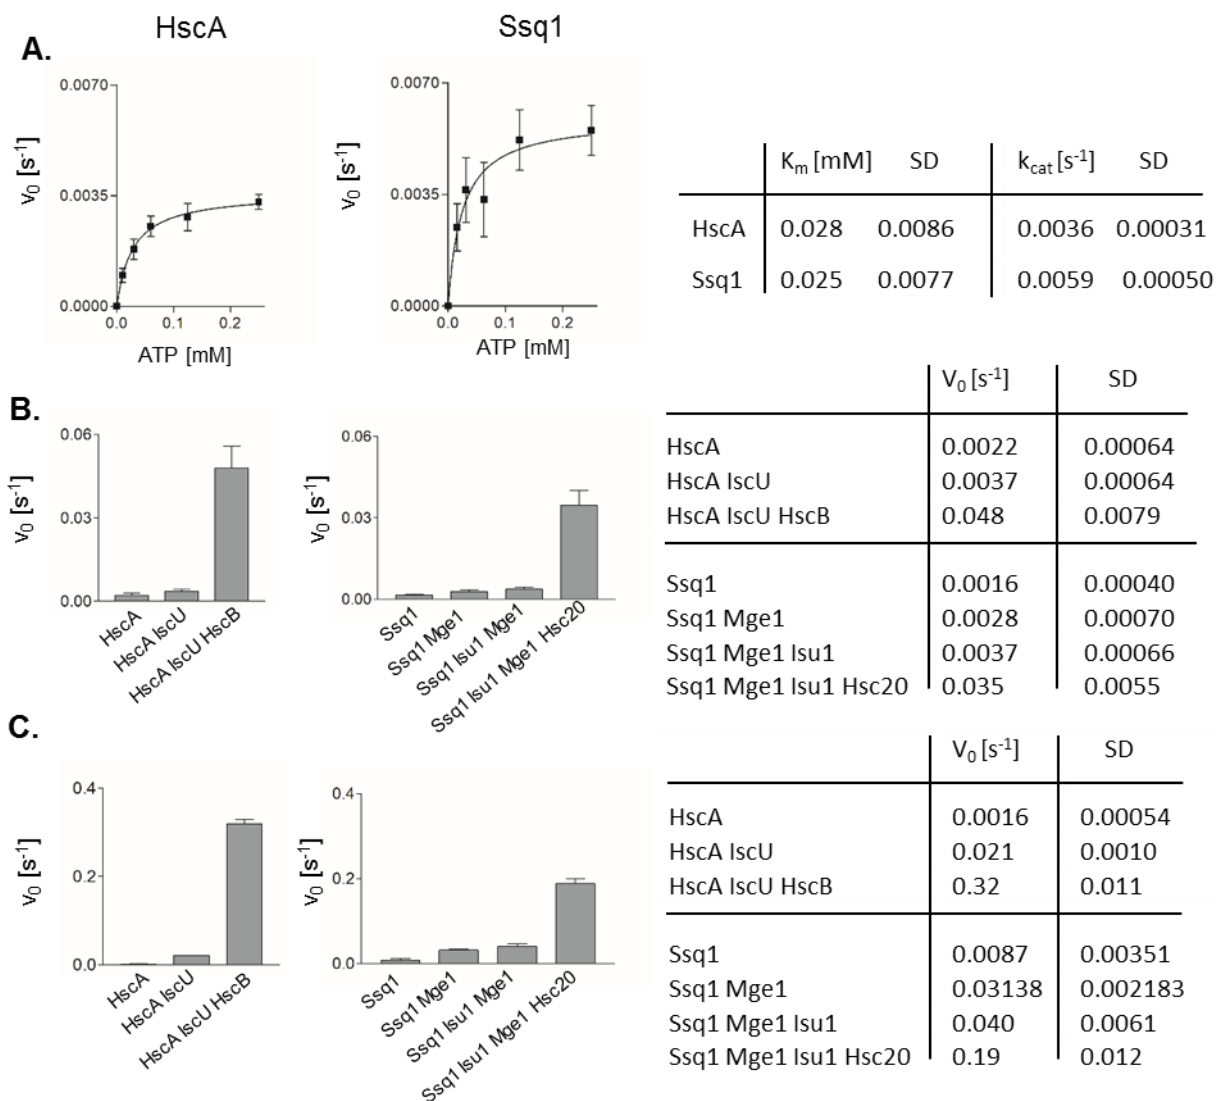 HscA Ssq1
A.
0.0070
0.0035
0.0000
0.0 0.1 0.2
V₀ [s⁻¹]
ATP [mM]
0.0070
0.0035
0.0000
0.0 0.1 0.2
V₀ [s⁻¹]
ATP [mM]
Kₘ [mM] SD k_cat [s⁻¹] SD
HscA 0.028 0.0086 0.0036 0.00031
Ssq1 0.025 0.0077 0.0059 0.00050
B.
0.06
0.03
0.00
V₀ [s⁻¹]
HscA
HscA IscU
HscA IscU HscB
0.06
0.03
0.00
V₀ [s⁻¹]
Ssq1
Ssq1 Mge1
Ssq1 Isu1 Mge1
Ssq1 Isu1 Mge1 Hsc20
V₀ [s⁻¹] SD
HscA 0.0022 0.00064
HscA IscU 0.0037 0.00064
HscA IscU HscB 0.048 0.0079
Ssq1 0.0016 0.00040
Ssq1 Mge1 0.0028 0.00070
Ssq1 Mge1 Isu1 0.0037 0.00066
Ssq1 Mge1 Isu1 Hsc20 0.035 0.0055
C.
0.4
0.2
0.0
V₀ [s⁻¹]
HscA
HscA IscU
HscA IscU HscB
0.4
0.2
0.0
V₀ [s⁻¹]
Ssq1
Ssq1 Mge1
Ssq1 Isu1 Mge1
Ssq1 Isu1 Mge1 Hsc20
V₀ [s⁻¹] SD
HscA 0.0016 0.00054
HscA IscU 0.021 0.0010
HscA IscU HscB 0.32 0.011
Ssq1 0.0087 0.00351
Ssq1 Mge1 0.03138 0.002183
Ssq1 Mge1 Isu1 0.040 0.0061
Ssq1 Mge1 Isu1 Hsc20 0.19 0.012